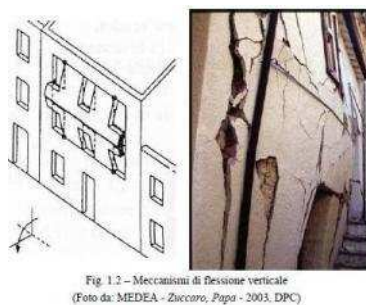 Fig. 1.2 – Meccanismi di flessione verticale
(Foto da: MEDEA - Zuccaro, Papa - 2003, DPC)